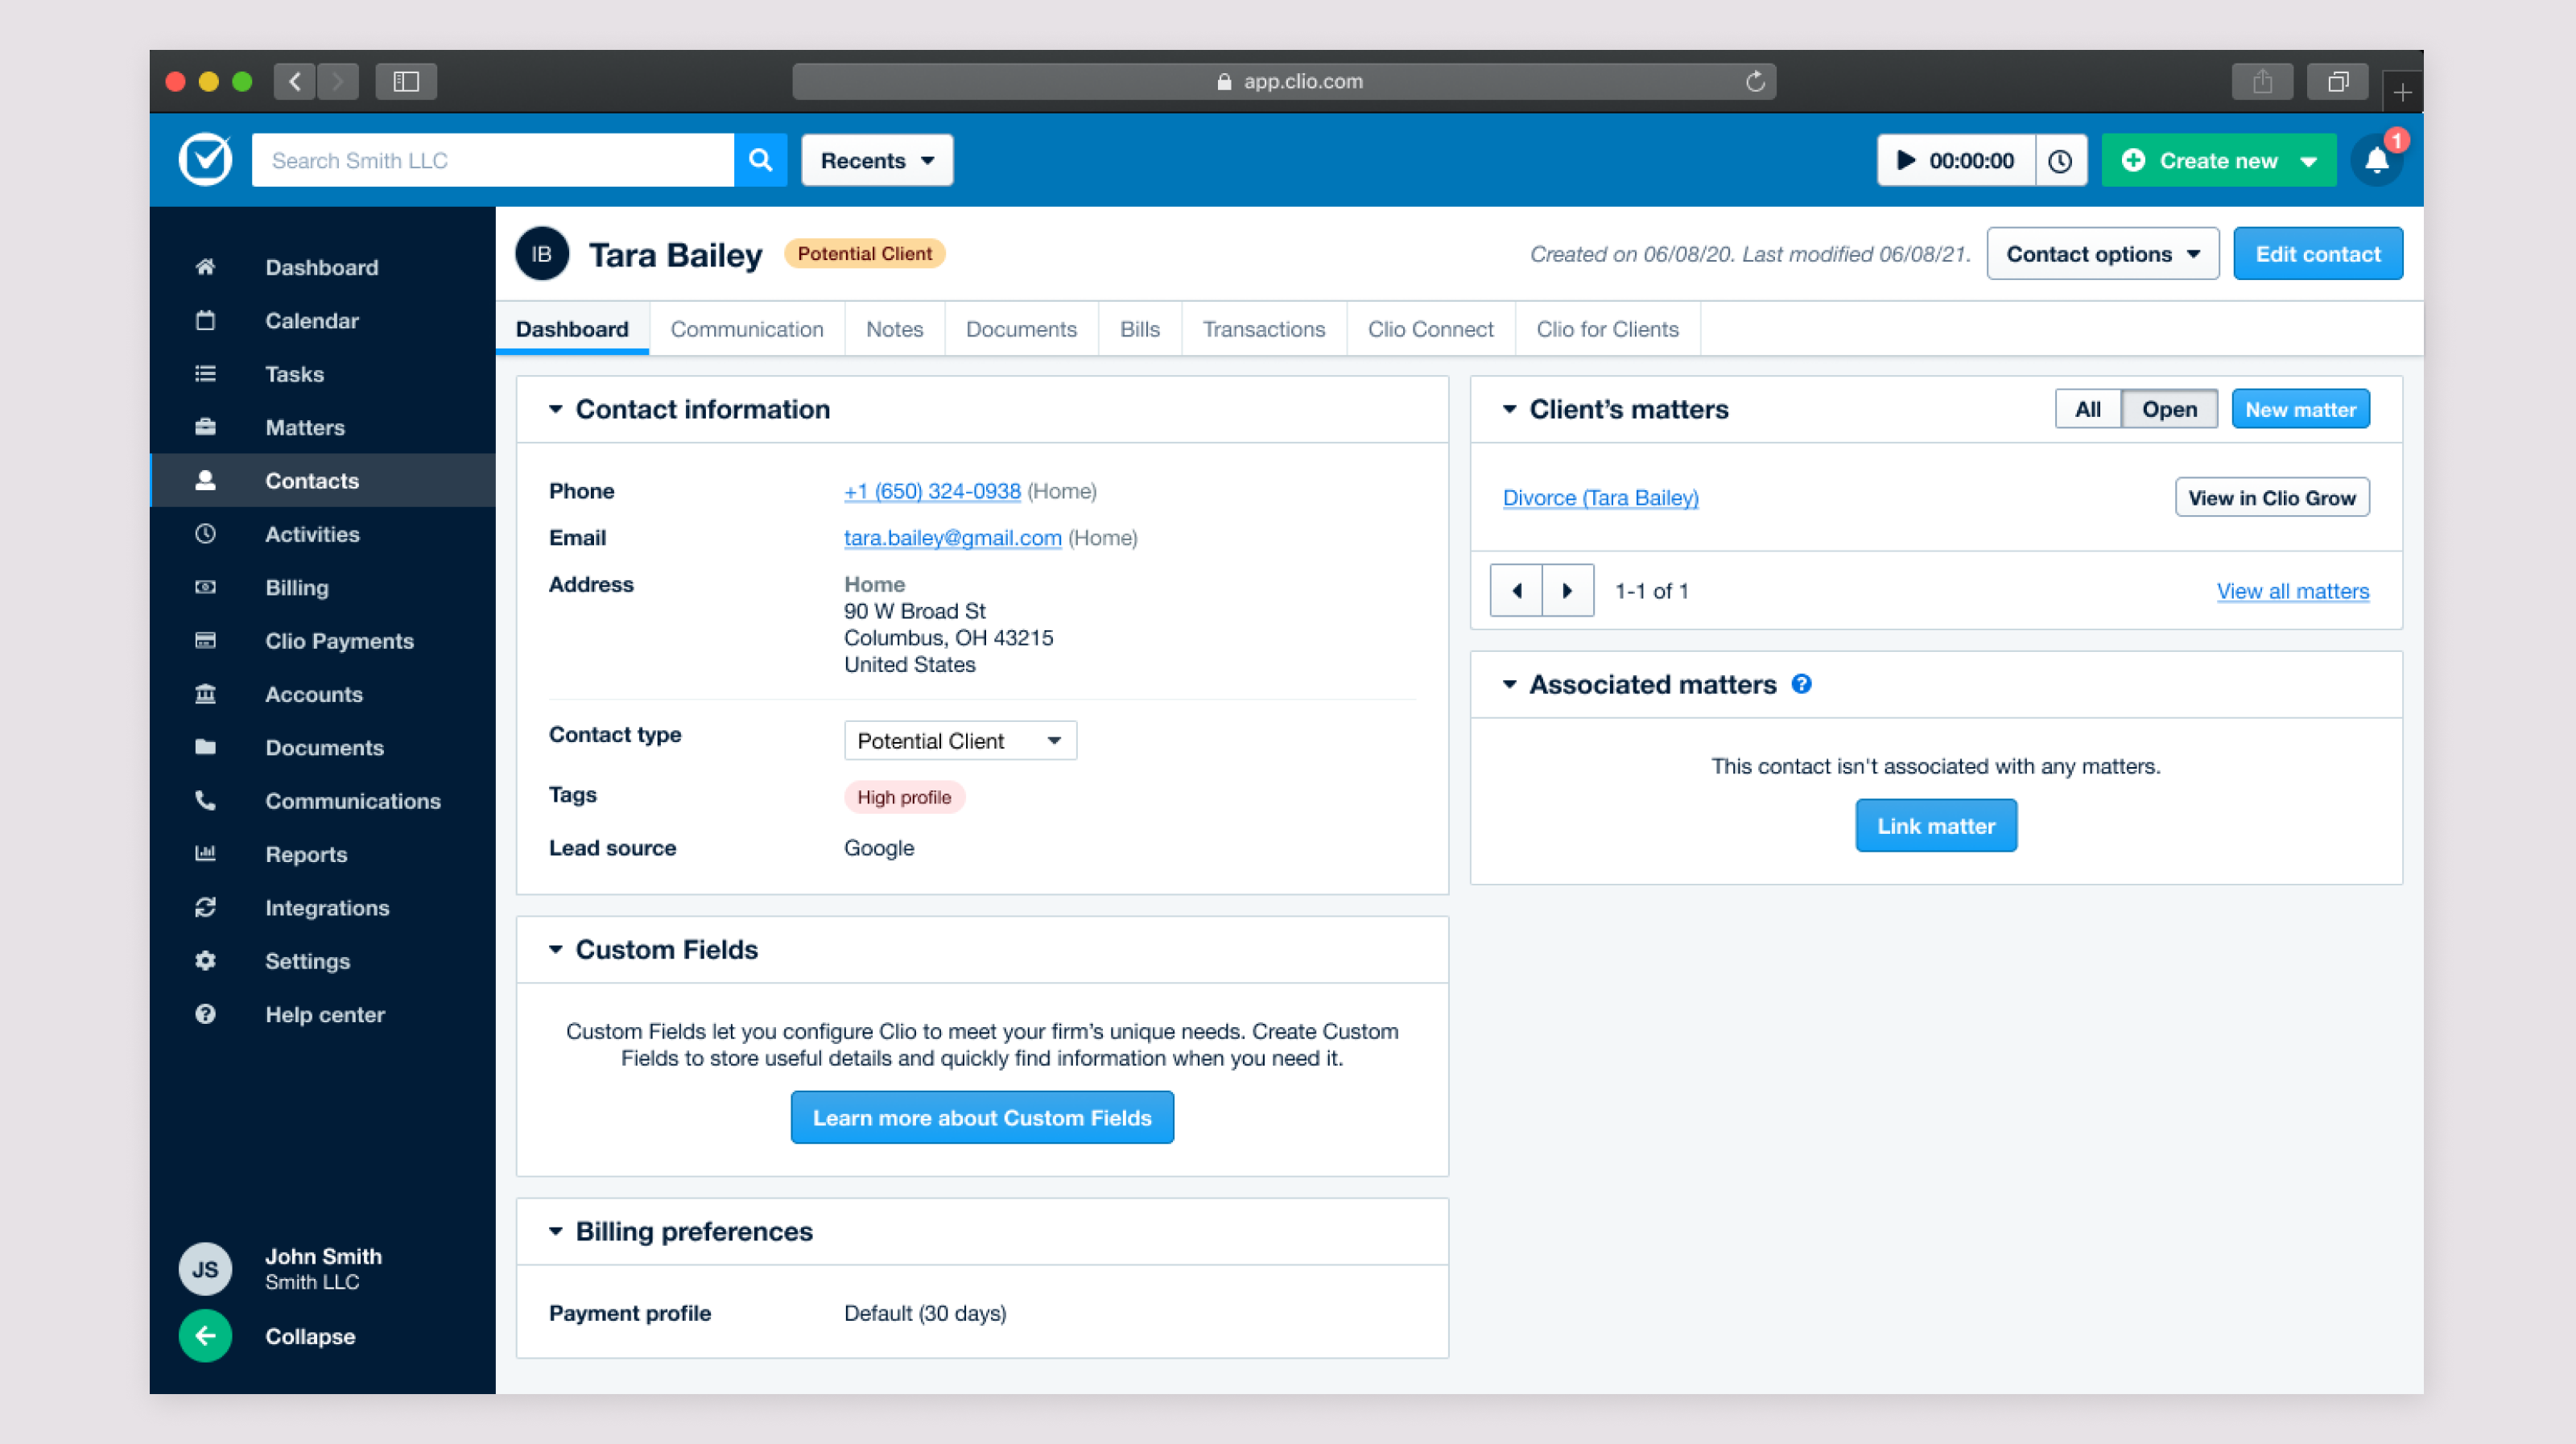 app.clio.com
Search Smith LLC
Recents
00:00:00
Create new
1
Dashboard
Calendar
Tasks
Matters
Contacts
Activities
Billing
Clio Payments
Accounts
Documents
Communications
Reports
Integrations
Settings
Help center
JS
John Smith
Smith LLC
Collapse
IB
Tara Bailey
Potential Client
Created on 06/08/20. Last modified 06/08/21.
Contact options
Edit contact
Dashboard
Communication
Notes
Documents
Bills
Transactions
Clio Connect
Clio for Clients
Contact information
Phone
+1 (650) 324-0938 (Home)
Email
tara.bailey@gmail.com (Home)
Address
Home
90 W Broad St
Columbus, OH 43215
United States
Contact type
Potential Client
Tags
High profile
Lead source
Google
Custom Fields
Custom Fields let you configure Clio to meet your firm’s unique needs. Create Custom
Fields to store useful details and quickly find information when you need it.
Learn more about Custom Fields
Billing preferences
Payment profile
Default (30 days)
Client’s matters
All
Open
New matter
Divorce (Tara Bailey)
View in Clio Grow
1-1 of 1
View all matters
Associated matters
?
This contact isn't associated with any matters.
Link matter